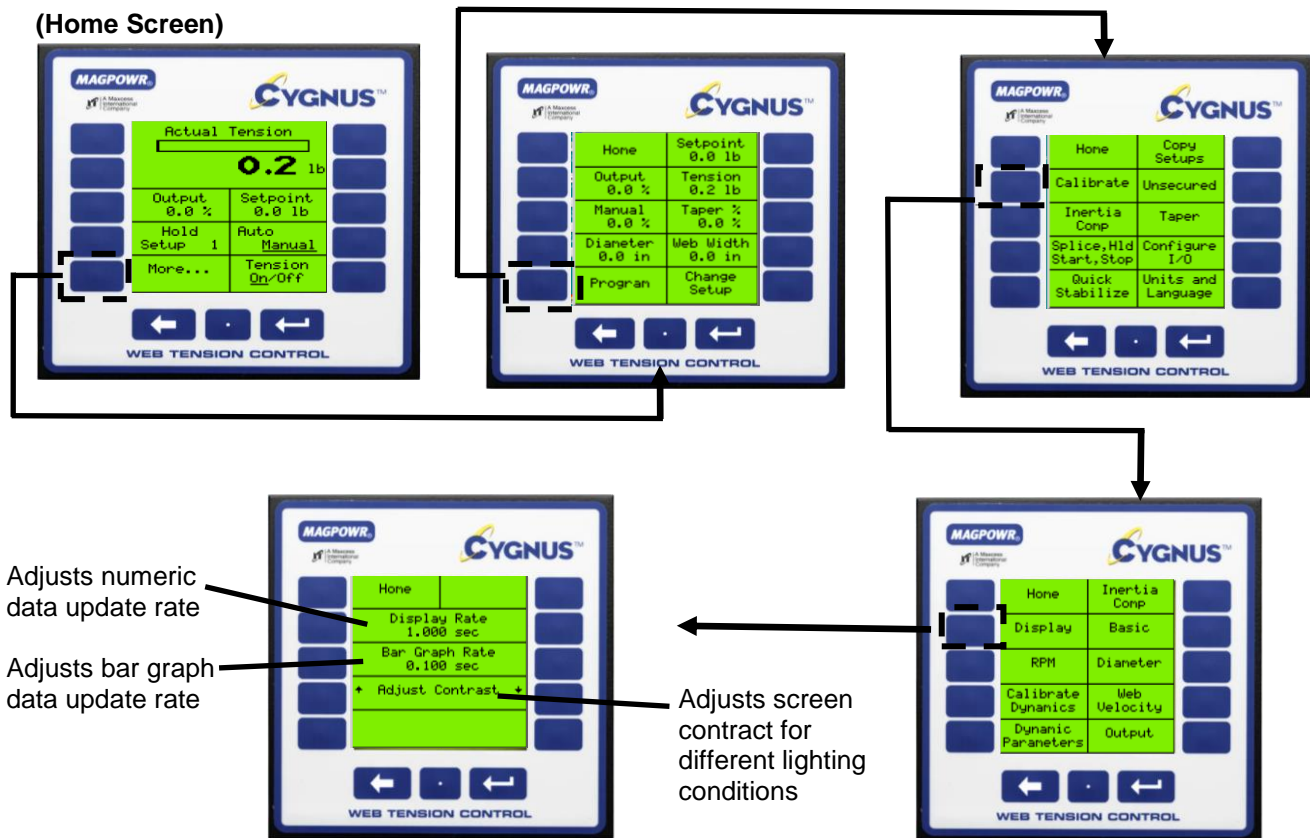 (Home Screen)
MAGPOWR®
A Maxcess
International
Company
CYGNUS™
Actual Tension
0.2 lb
Output
0.0 %
Setpoint
0.0 lb
Hold
Setup 1
Auto
Manual
More...
Tension
On/Off
WEB TENSION CONTROL
MAGPOWR®
A Maxcess
International
Company
CYGNUS™
Home
Setpoint
0.0 lb
Output
0.0 %
Tension
0.2 lb
Manual
0.0 %
Taper %
0.0 %
Diameter
0.0 in
Web Width
0.0 in
Program
Change
Setup
WEB TENSION CONTROL
MAGPOWR®
A Maxcess
International
Company
CYGNUS™
Home
Copy
Setups
Calibrate
Unsecured
Inertia
Comp
Taper
Splice,Hld
Start,Stop
Configure
I/O
Quick
Stabilize
Units and
Language
WEB TENSION CONTROL
Adjusts numeric
data update rate
Adjusts bar graph
data update rate
MAGPOWR®
A Maxcess
International
Company
CYGNUS™
Home
Display Rate
1.000 sec
Bar Graph Rate
0.100 sec
↑ Adjust Contrast ↓
WEB TENSION CONTROL
Adjusts screen
contract for
different lighting
conditions
MAGPOWR®
A Maxcess
International
Company
CYGNUS™
Home
Inertia
Comp
Display
Basic
RPM
Diameter
Calibrate
Dynamics
Web
Velocity
Dynamic
Parameters
Output
WEB TENSION CONTROL